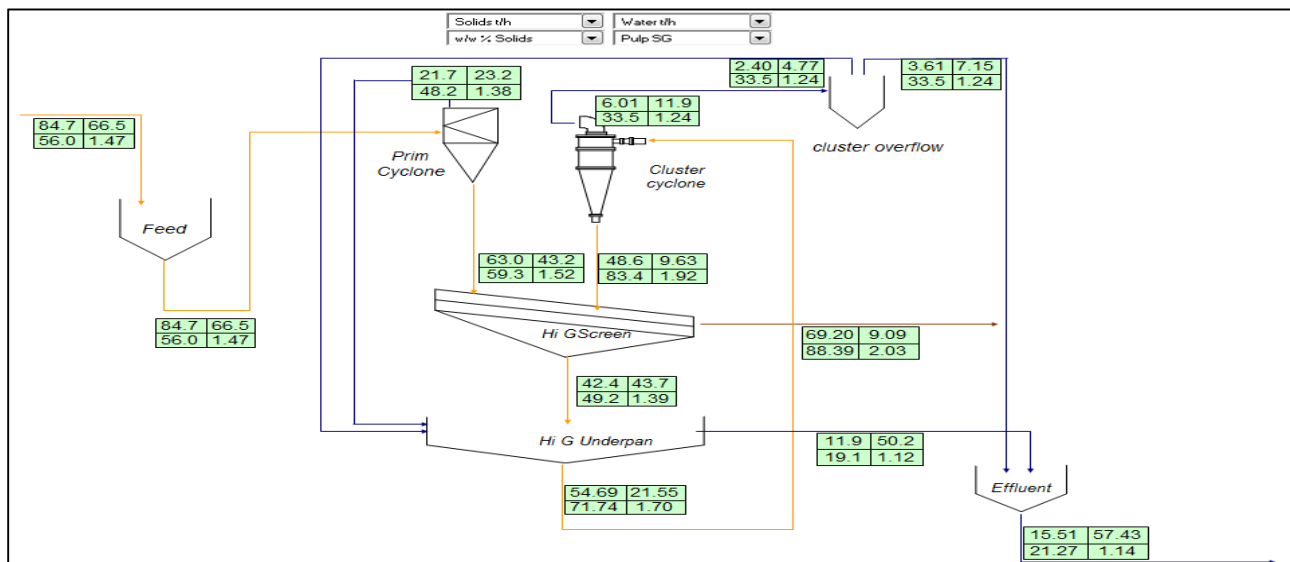 Solids t/h Water t/h
w/w % Solids Pulp SG
2.40 4.77
33.5 1.24
3.61 7.15
33.5 1.24
21.7 23.2
48.2 1.38
6.01 11.9
33.5 1.24
84.7 66.5
56.0 1.47
cluster overflow
Prim
Cyclone
Cluster
cyclone
Feed
63.0 43.2
59.3 1.52
48.6 9.63
83.4 1.92
84.7 66.5
56.0 1.47
Hi GScreen
69.20 9.09
88.39 2.03
42.4 43.7
49.2 1.39
Hi G Underpan
11.9 50.2
19.1 1.12
54.69 21.55
71.74 1.70
Effluent
15.51 57.43
21.27 1.14